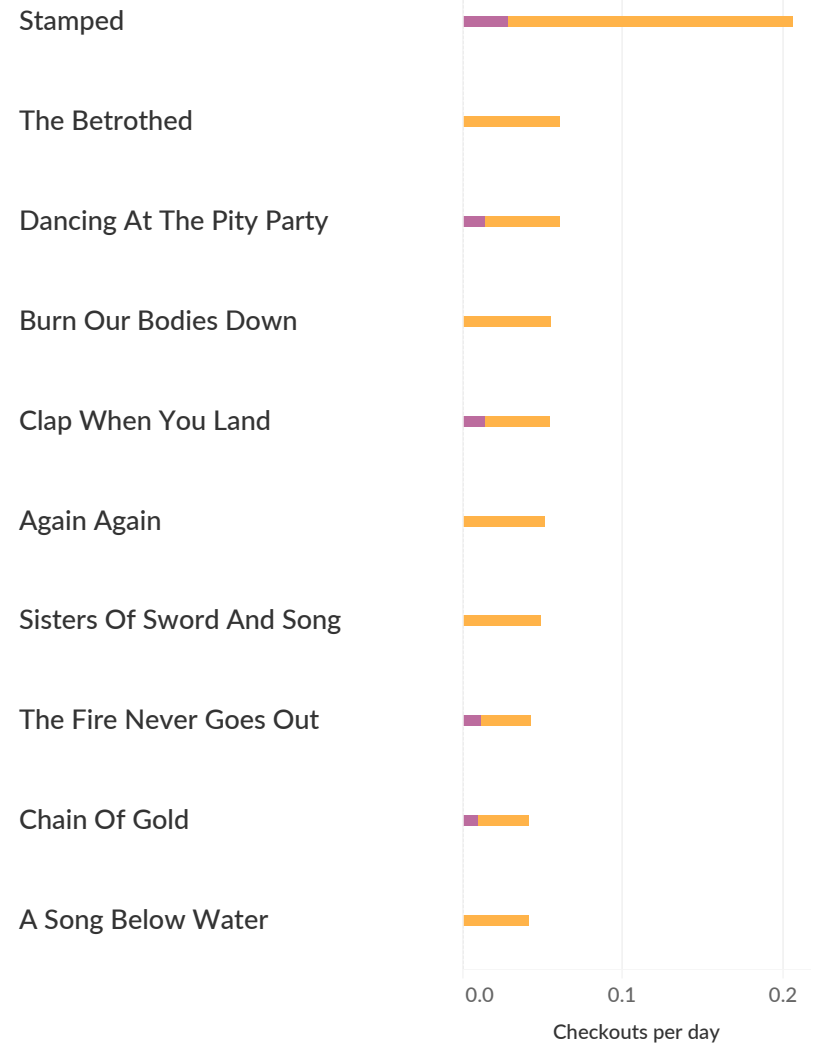 Stamped
The Betrothed
Dancing At The Pity Party
Burn Our Bodies Down
Clap When You Land
Again Again
Sisters Of Sword And Song
The Fire Never Goes Out
Chain Of Gold
A Song Below Water
0.0 0.1 0.2
Checkouts per day